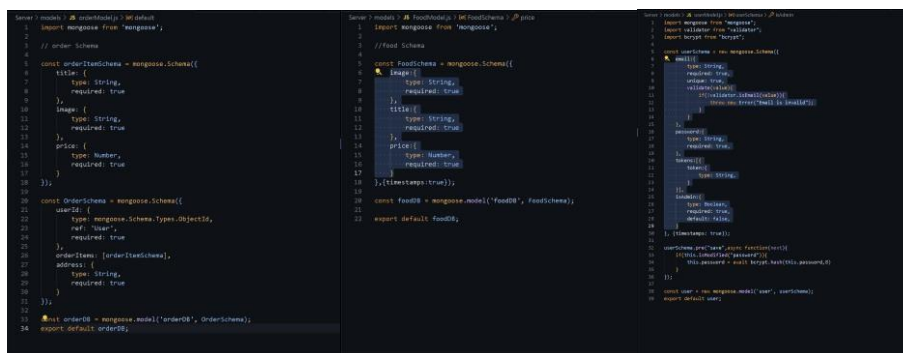 Server > models > JS orderModel.js > default
1 import mongoose from 'mongoose';
2
3 // order Schema
4
5 const orderItemSchema = mongoose.Schema({
6 title: {
7 type: String,
8 required: true
9 },
10 image: {
11 type: String,
12 required: true
13 },
14 price: {
15 type: Number,
16 required: true
17 }
18 });
19
20 const OrderSchema = mongoose.Schema({
21 userId: {
22 type: mongoose.Schema.Types.ObjectId,
23 ref: 'User',
24 required: true
25 },
26 orderItems: [orderItemSchema],
27 address: {
28 type: String,
29 required: true
30 }
31 });
32
33 const orderDB = mongoose.model('orderDB', OrderSchema);
34 export default orderDB;
Server > models > JS FoodModel.js > FoodSchema > price
1 import mongoose from 'mongoose';
2
3 //food Schema
4
5 const FoodSchema = mongoose.Schema({
6 image:{
7 type: String,
8 required: true
9 },
10 title:{
11 type: String,
12 required: true
13 },
14 price:{
15 type: Number,
16 required: true
17 }
18 },{timestamps:true});
19
20 const foodDB = mongoose.model('foodDB', FoodSchema);
21
22 export default foodDB;
Server > models > JS userModel.js > userSchema > isAdmin
import mongoose from "mongoose";
import validator from "validator";
import bcrypt from "bcrypt";
const userSchema = new mongoose.Schema({
email:{
type: String,
required: true,
unique: true,
validate(value){
if(!validator.isEmail(value)){
throw new Error("Email is invalid");
}
}
},
password:{
type: String,
required: true,
},
tokens:[{
token:{
type: String,
}
}],
isAdmin:{
type: Boolean,
required: true,
default: false,
}
}, {timestamps: true});
userSchema.pre("save",async function(next){
if(this.isModified("password")){
this.password = await bcrypt.hash(this.password,8)
}
});
const user = new mongoose.model('user', userSchema);
export default user;